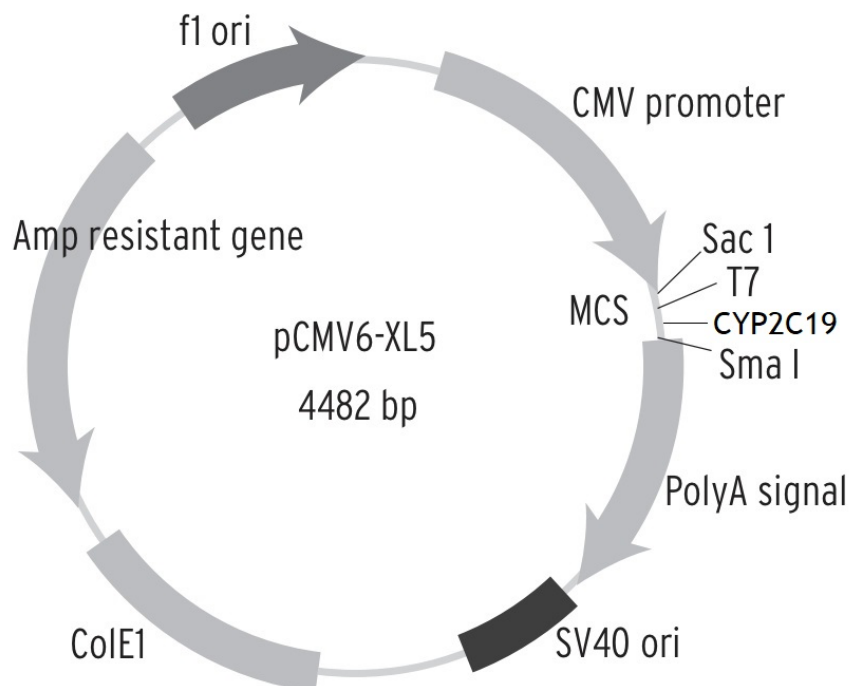 f1 ori
CMV promoter
Amp resistant gene
Sac 1
T7
MCS
CYP2C19
pCMV6-XL5
Sma I
4482 bp
PolyA signal
ColE1
SV40 ori